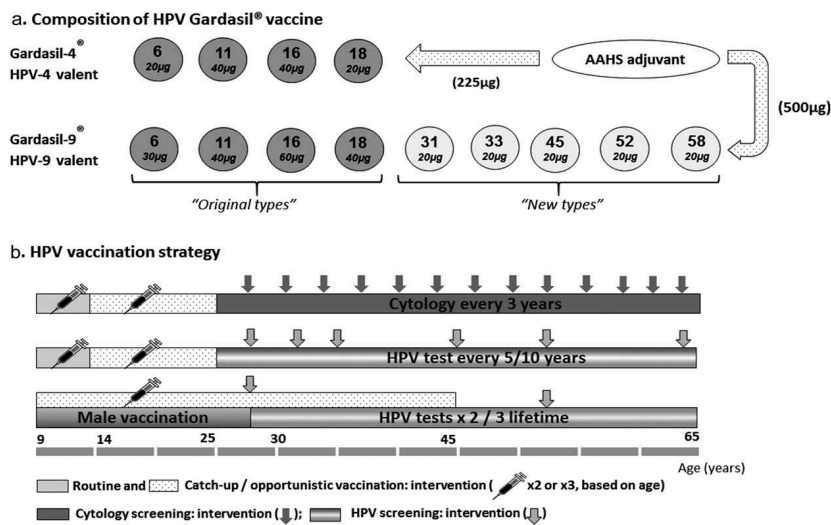 a. Composition of HPV Gardasil® vaccine
Gardasil-4®
HPV-4 valent
6 11 16 18
20µg 40µg 40µg 20µg
AAHS adjuvant
(225µg)
(500µg)
Gardasil-9®
HPV-9 valent
6 11 16 18 31 33 45 52 58
30µg 40µg 60µg 40µg 20µg 20µg 20µg 20µg 20µg
"Original types" "New types"
b. HPV vaccination strategy
Cytology every 3 years
HPV test every 5/10 years
Male vaccination HPV tests x 2 / 3 lifetime
9 14 25 30 45 65
Age (years)
Routine and Catch-up / opportunistic vaccination: intervention ( x2 or x3, based on age)
Cytology screening: intervention ( ); HPV screening: intervention ( )